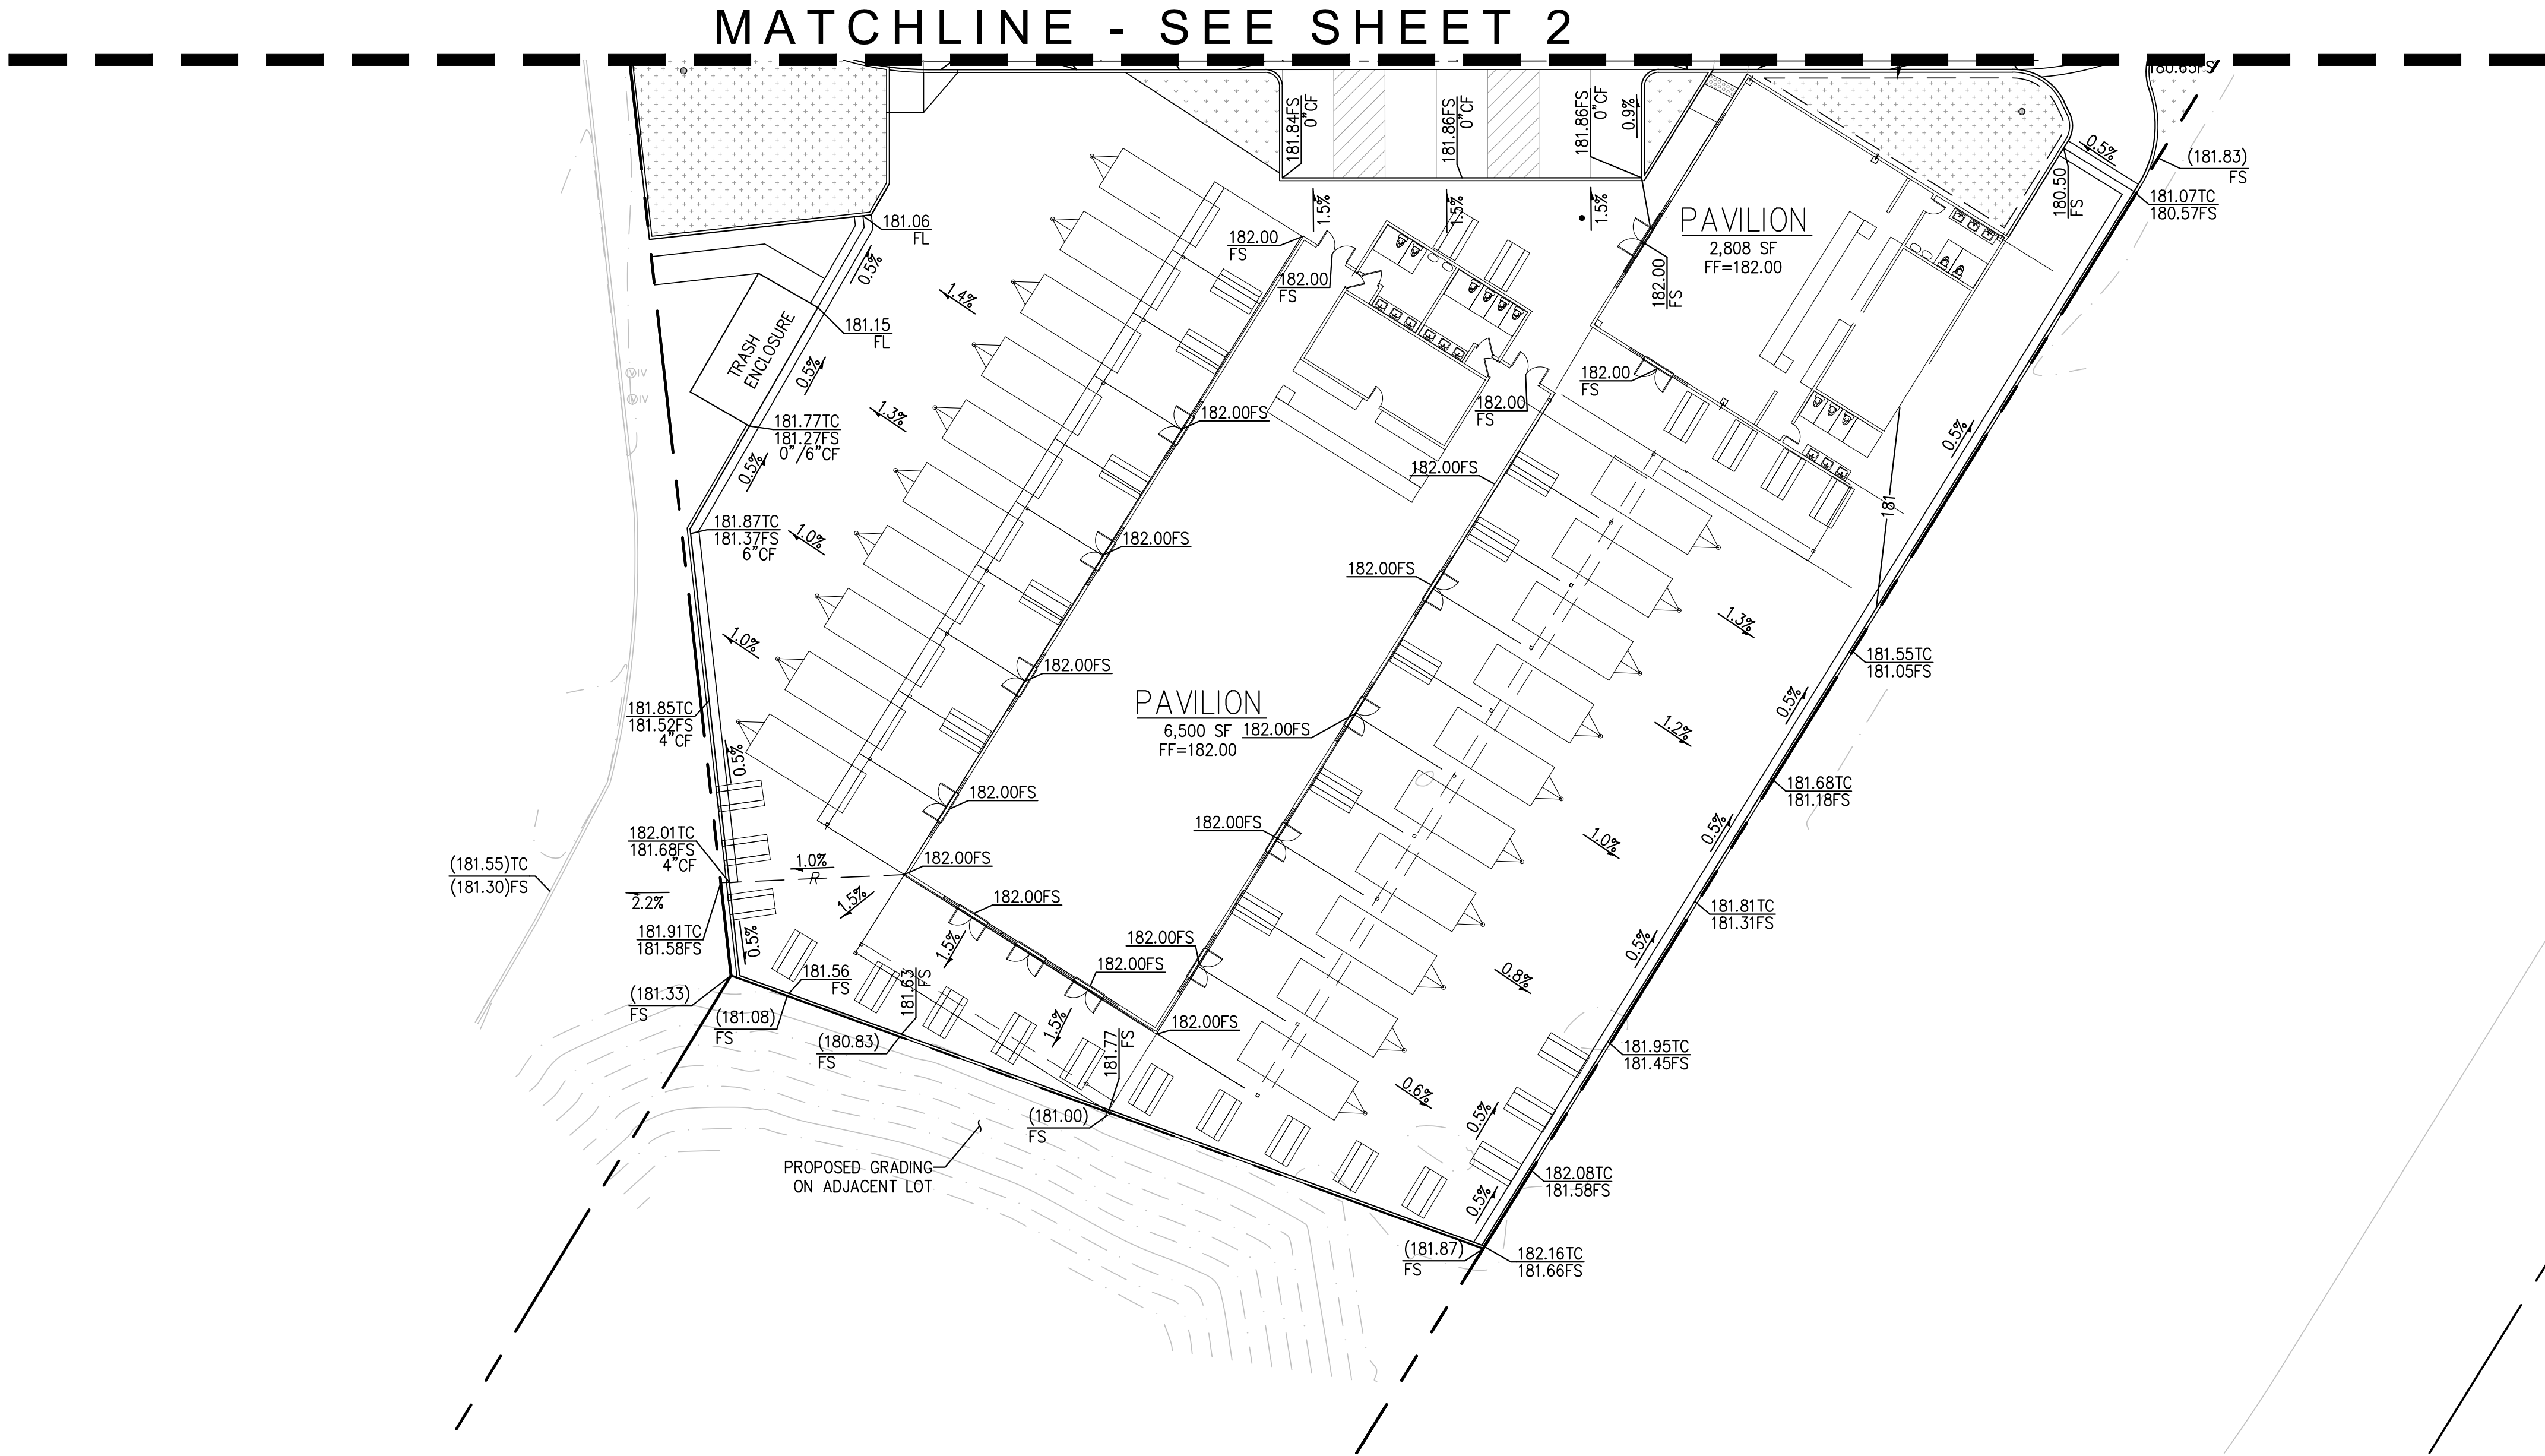 MATCHLINE - SEE SHEET 2
180.65FS
181.84FS
0"CF
181.86FS
0"CF
181.86FS
0"CF
0.9%
0.5%
(181.83)
FS
180.50
FS
181.07TC
180.57FS
1.5%
1.5%
1.5%
PAVILION
2,808 SF
FF=182.00
181.06
FL
182.00
FS
182.00
FS
182.00
FS
0.5%
1.4%
TRASH
ENCLOSURE
181.15
FL
0.5%
182.00
FS
182.00
FS
1.3%
182.00FS
181.77TC
181.27FS
0"/6"CF
0.5%
0.5%
182.00FS
181
181.87TC
181.37FS
6"CF
1.0%
182.00FS
182.00FS
1.3%
1.0%
182.00FS
181.55TC
181.05FS
181.85TC
181.52FS
4"CF
0.5%
PAVILION
6,500 SF
FF=182.00
182.00FS
1.2%
0.5%
182.00FS
181.68TC
181.18FS
182.01TC
181.68FS
4"CF
182.00FS
1.0%
0.5%
(181.55)TC
(181.30)FS
1.0%
R
182.00FS
2.2%
1.5%
182.00FS
181.81TC
181.31FS
181.91TC
181.58FS
0.5%
1.5%
182.00FS
0.5%
181.56
FS
181.63
FS
182.00FS
0.8%
(181.33)
FS
(181.08)
FS
(180.83)
FS
1.5%
182.00FS
181.77
FS
181.95TC
181.45FS
(181.00)
FS
0.6%
0.5%
PROPOSED GRADING
ON ADJACENT LOT
182.08TC
181.58FS
0.5%
(181.87)
FS
182.16TC
181.66FS